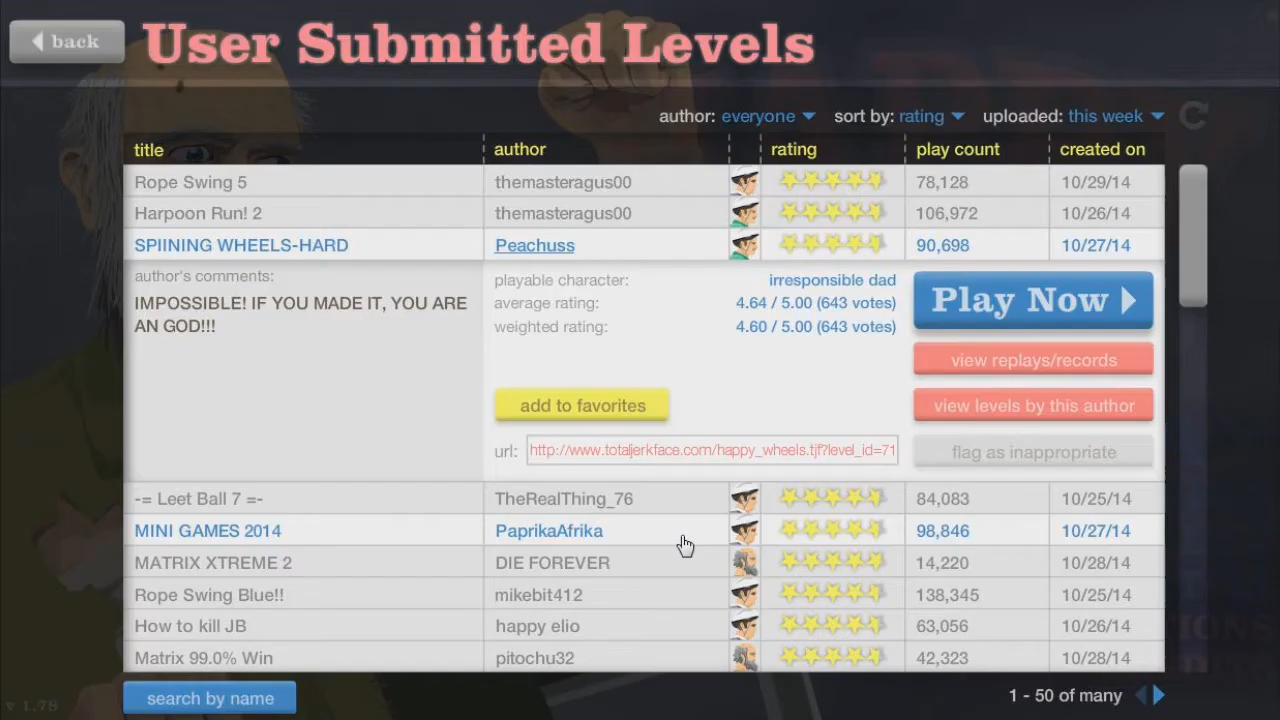 back
User Submitted Levels
author: everyone sort by: rating uploaded: this week
title author rating play count created on
Rope Swing 5 themasteragus00 78,128 10/29/14
Harpoon Run! 2 themasteragus00 106,972 10/26/14
SPIINING WHEELS-HARD Peachuss 90,698 10/27/14
author's comments:
IMPOSSIBLE! IF YOU MADE IT, YOU ARE
AN GOD!!!
playable character: irresponsible dad
average rating: 4.64 / 5.00 (643 votes)
weighted rating: 4.60 / 5.00 (643 votes)
add to favorites
url: http://www.totaljerkface.com/happy_wheels.tjf?level_id=71
Play Now
view replays/records
view levels by this author
flag as inappropriate
-= Leet Ball 7 =- TheRealThing_76 84,083 10/25/14
MINI GAMES 2014 PaprikaAfrika 98,846 10/27/14
MATRIX XTREME 2 DIE FOREVER 14,220 10/28/14
Rope Swing Blue!! mikebit412 138,345 10/25/14
How to kill JB happy elio 63,056 10/26/14
Matrix 99.0% Win pitochu32 42,323 10/28/14
search by name
1 - 50 of many
v 1.78